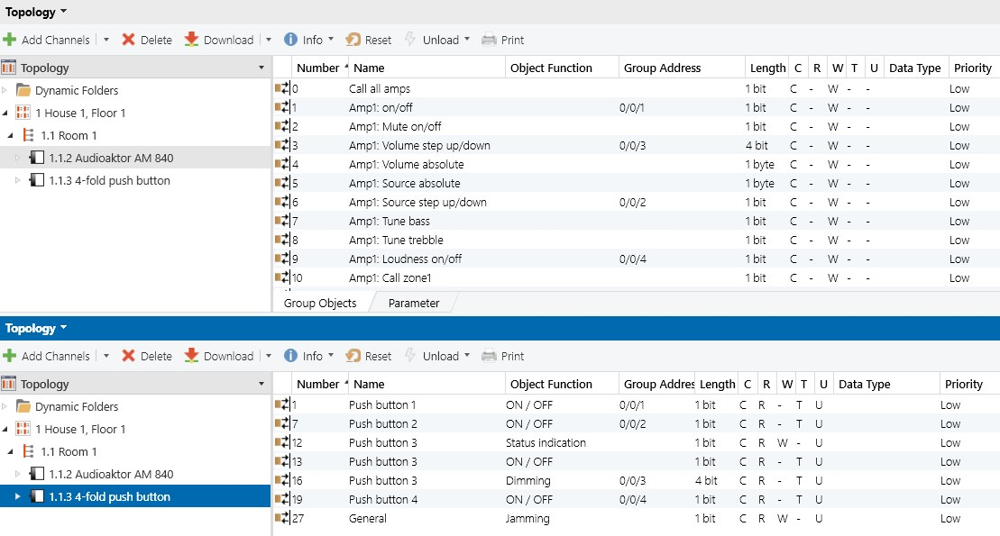 Topology
Add Channels Delete Download Info Reset Unload Print
Topology
Dynamic Folders
1 House 1, Floor 1
1.1 Room 1
1.1.2 Audioaktor AM 840
1.1.3 4-fold push button
Number Name Object Function Group Address Length C R W T U Data Type Priority
0 Call all amps 1 bit C - W - - Low
1 Amp1: on/off 0/0/1 1 bit C - W - - Low
2 Amp1: Mute on/off 1 bit C - W - - Low
3 Amp1: Volume step up/down 0/0/3 4 bit C - W - - Low
4 Amp1: Volume absolute 1 byte C - W - - Low
5 Amp1: Source absolute 1 byte C - W - - Low
6 Amp1: Source step up/down 0/0/2 1 bit C - W - - Low
7 Amp1: Tune bass 1 bit C - W - - Low
8 Amp1: Tune trebble 1 bit C - W - - Low
9 Amp1: Loudness on/off 0/0/4 1 bit C - W - - Low
10 Amp1: Call zone1 1 bit C - W - - Low
Group Objects Parameter
Topology
Add Channels Delete Download Info Reset Unload Print
Topology
Dynamic Folders
1 House 1, Floor 1
1.1 Room 1
1.1.2 Audioaktor AM 840
1.1.3 4-fold push button
Number Name Object Function Group Addres Length C R W T U Data Type Priority
1 Push button 1 ON / OFF 0/0/1 1 bit C R - T U Low
7 Push button 2 ON / OFF 0/0/2 1 bit C R - T U Low
12 Push button 3 Status indication 1 bit C R W - U Low
13 Push button 3 ON / OFF 1 bit C R - T U Low
16 Push button 3 Dimming 0/0/3 4 bit C R - T U Low
19 Push button 4 ON / OFF 0/0/4 1 bit C R - T U Low
27 General Jamming 1 bit C R W - U Low